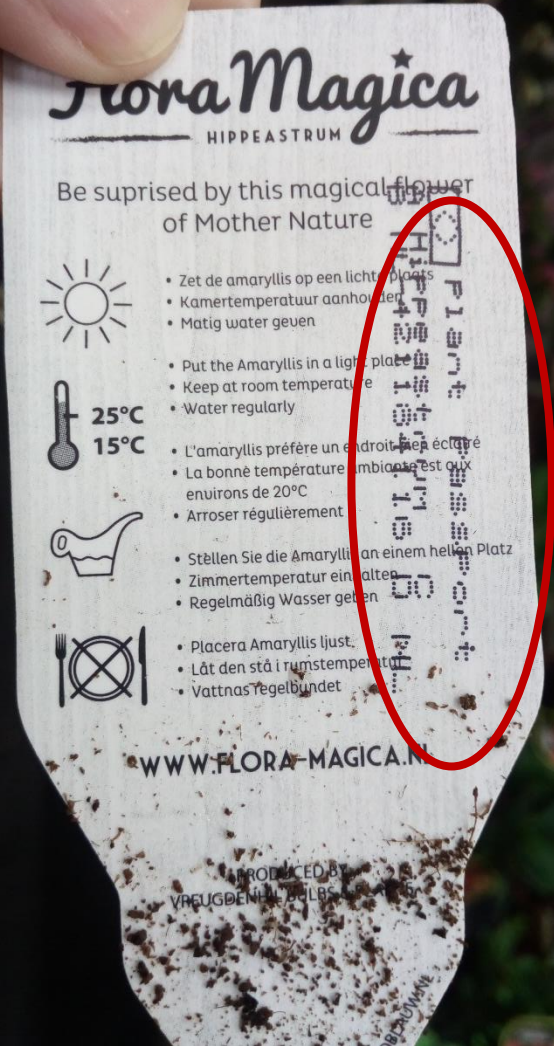 Flora Magica
HIPPEASTRUM
Be suprised by this magical flower
of Mother Nature
• Zet de amaryllis op een lichte plaats
• Kamertemperatuur aanhouden
• Matig water geven
• Put the Amaryllis in a light place
• Keep at room temperature
• Water regularly
25°C
15°C
• L'amaryllis préfère un endroit bien éclairé
• La bonne température ambiante est aux
environs de 20°C
• Arroser régulièrement
• Stellen Sie die Amaryllis an einem hellen Platz
• Zimmertemperatur einhalten
• Regelmäßig Wasser geben
• Placera Amaryllis ljust,
• Låt den stå i rumstemperatur
• Vattnas regelbundet
WWW.FLORA-MAGICA.NL
PRODUCED BY
VREUGDENHIL BULBS
Plant Passport
A Hippeastrum G